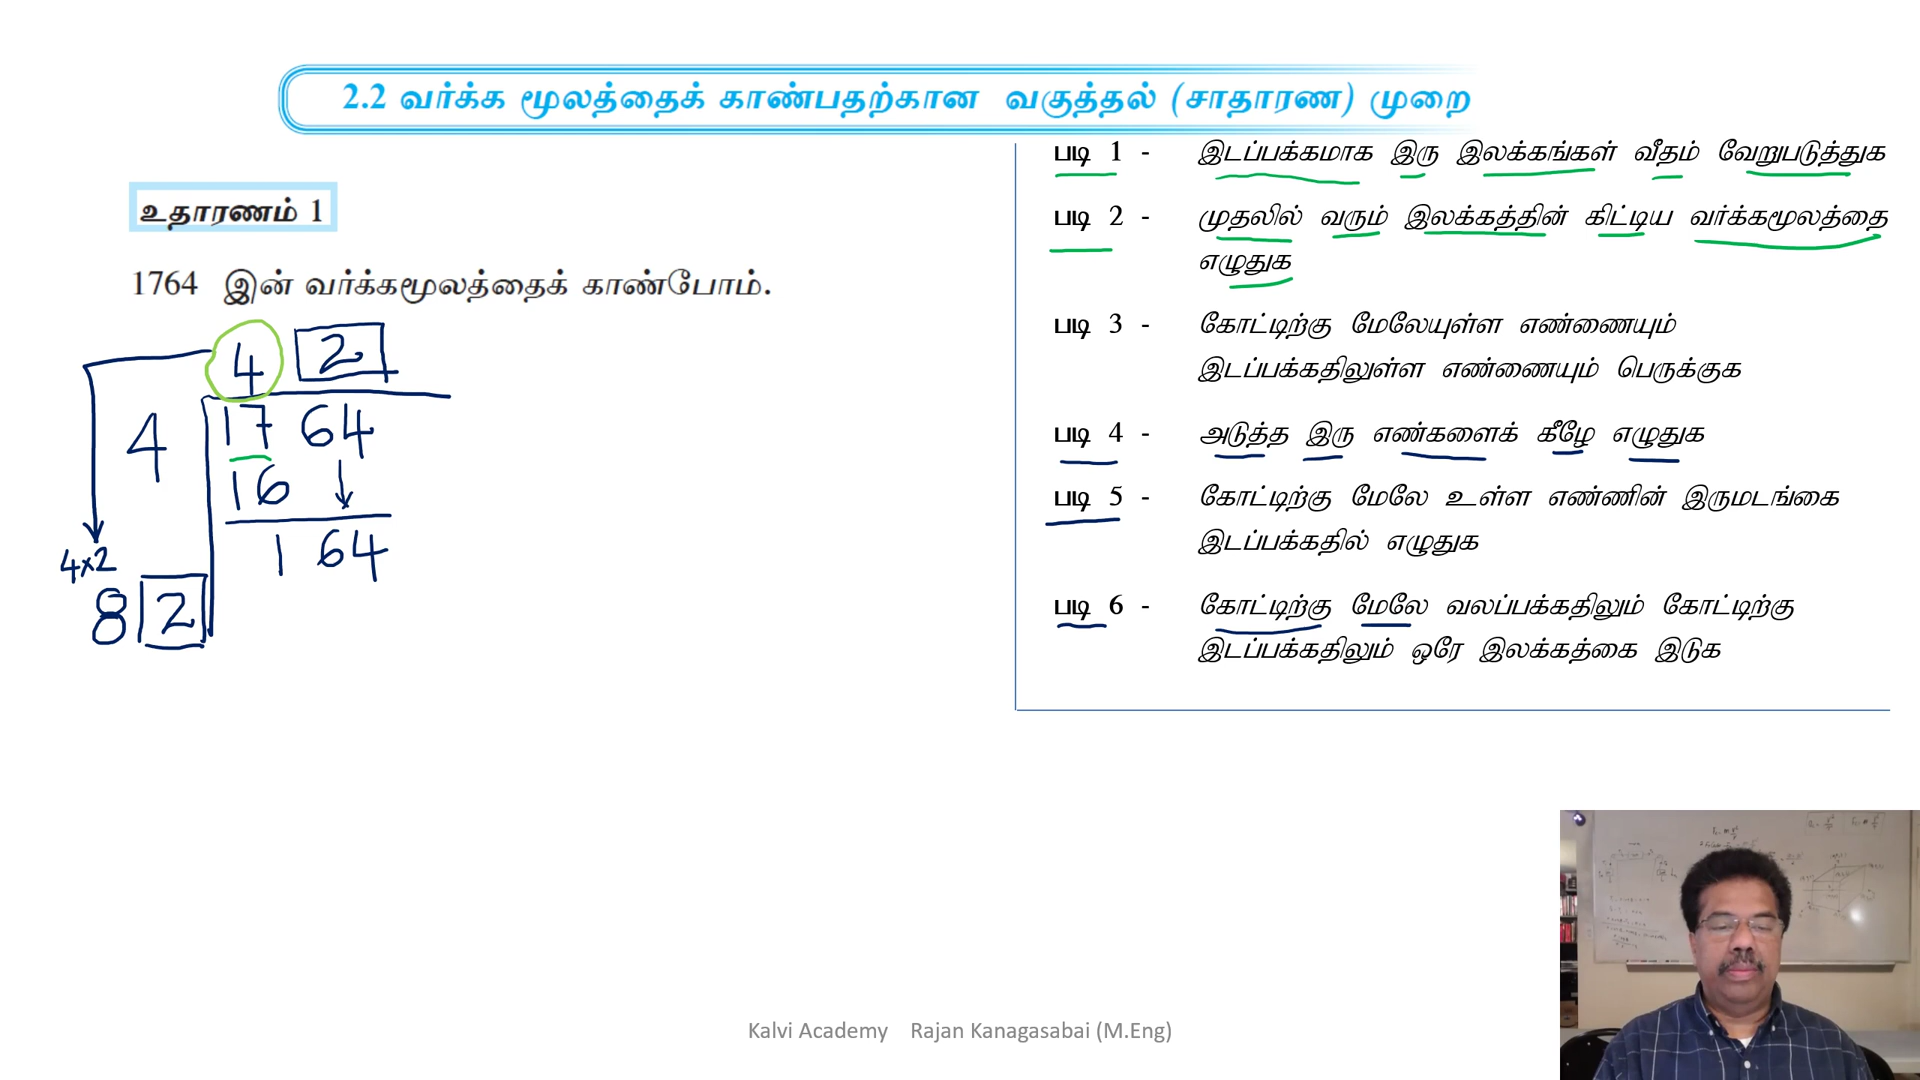 2.2 வர்க்க மூலத்தைக் காண்பதற்கான வகுத்தல் (சாதாரண) முறை
உதாரணம் 1
1764 இன் வர்க்கமூலத்தைக் காண்போம்.
4 2
4 17 64
16
1 64
4×2
8 2
படி 1 - இடப்பக்கமாக இரு இலக்கங்கள் வீதம் வேறுபடுத்துக
படி 2 - முதலில் வரும் இலக்கத்தின் கிட்டிய வர்க்கமூலத்தை
எழுதுக
படி 3 - கோட்டிற்கு மேலேயுள்ள எண்ணையும்
இடப்பக்கதிலுள்ள எண்ணையும் பெருக்குக
படி 4 - அடுத்த இரு எண்களைக் கீழே எழுதுக
படி 5 - கோட்டிற்கு மேலே உள்ள எண்ணின் இருமடங்கை
இடப்பக்கதில் எழுதுக
படி 6 - கோட்டிற்கு மேலே வலப்பக்கதிலும் கோட்டிற்கு
இடப்பக்கதிலும் ஒரே இலக்கத்கை இடுக
Kalvi Academy Rajan Kanagasabai (M.Eng)